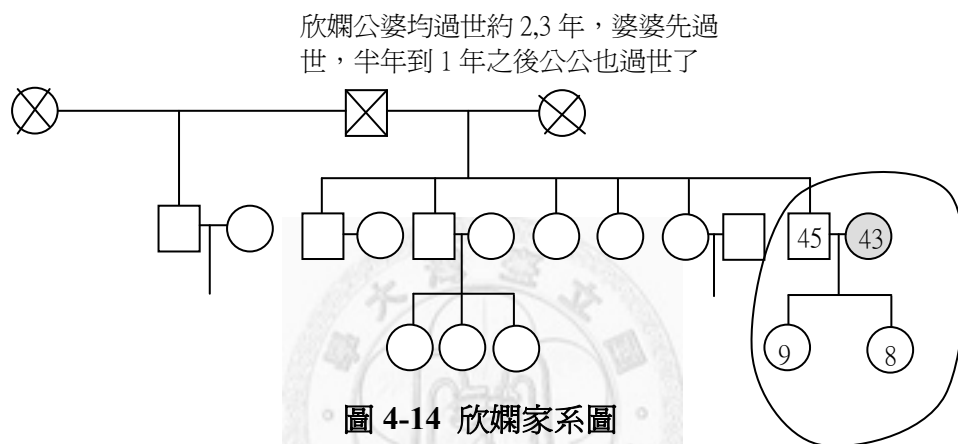 欣嫻公婆均過世約 2,3 年，婆婆先過
世，半年到 1 年之後公公也過世了
45 43
9 8
圖 4-14 欣嫻家系圖